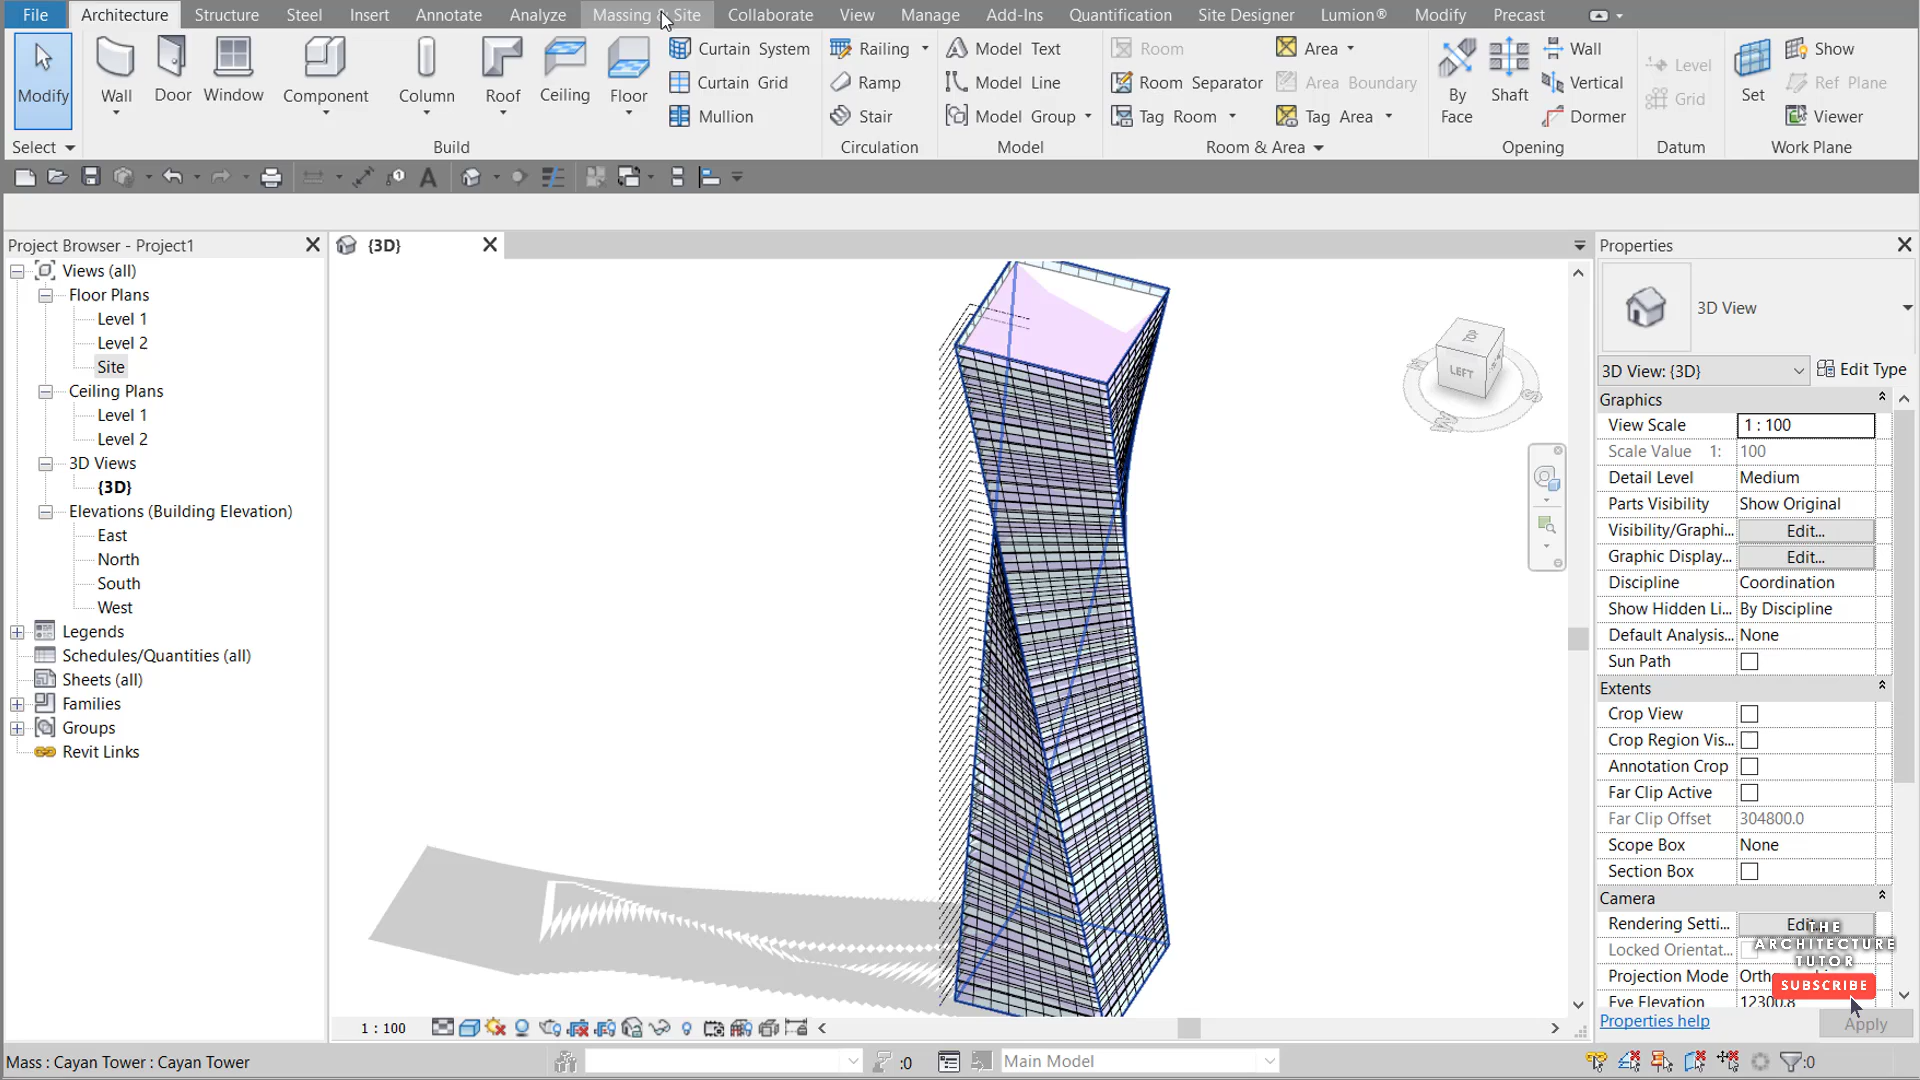 File Architecture Structure Steel Insert Annotate Analyze Massing & Site Collaborate View Manage Add-Ins Quantification Site Designer Lumion® Modify Precast
Modify
Wall
Door
Window
Component
Column
Roof
Ceiling
Floor
Curtain System
Curtain Grid
Mullion
Railing
Ramp
Stair
Model Text
Model Line
Model Group
Room
Room Separator
Tag Room
Area
Area Boundary
Tag Area
By
Face
Shaft
Wall
Vertical
Dormer
Level
Grid
Set
Show
Ref Plane
Viewer
Select Build Circulation Model Room & Area Opening Datum Work Plane
Project Browser - Project1
Views (all)
Floor Plans
Level 1
Level 2
Site
Ceiling Plans
Level 1
Level 2
3D Views
{3D}
Elevations (Building Elevation)
East
North
South
West
Legends
Schedules/Quantities (all)
Sheets (all)
Families
Groups
Revit Links
{3D}
TOP
LEFT
Properties
3D View
3D View: {3D} Edit Type
Graphics
View Scale 1 : 100
Scale Value 1: 100
Detail Level Medium
Parts Visibility Show Original
Visibility/Graphi... Edit...
Graphic Display... Edit...
Discipline Coordination
Show Hidden Li... By Discipline
Default Analysis... None
Sun Path
Extents
Crop View
Crop Region Vis...
Annotation Crop
Far Clip Active
Far Clip Offset 304800.0
Scope Box None
Section Box
Camera
Rendering Setti... Edit...
Locked Orientat...
Projection Mode
Eye Elevation 12300.8
THE
ARCHITECTURE
TUTOR
SUBSCRIBE
Properties help Apply
1 : 100
Mass : Cayan Tower : Cayan Tower :0 Main Model :0